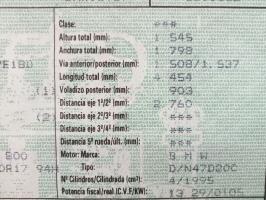 Clase: ***
Altura total (mm): 1 545
Anchura total (mm): 1 798
Vía anterior/posterior (mm): 1 508/1.537
Longitud total (mm): 4 454
Voladizo posterior (mm): 903
(1) Distancia eje 1º/2º (mm): 2 760
Distancia eje 2º/3º (mm): ***
(2) Distancia eje 3º/4º (mm): ***
Distancia 5ª rueda/ult. (mm): ***
Motor: Marca: B M W
Tipo: D/N47D20C
Nº Cilindros/Cilindrada (cm³): 4/1995
Potencia fiscal/real (C.V.F/KW): 13 29/0105